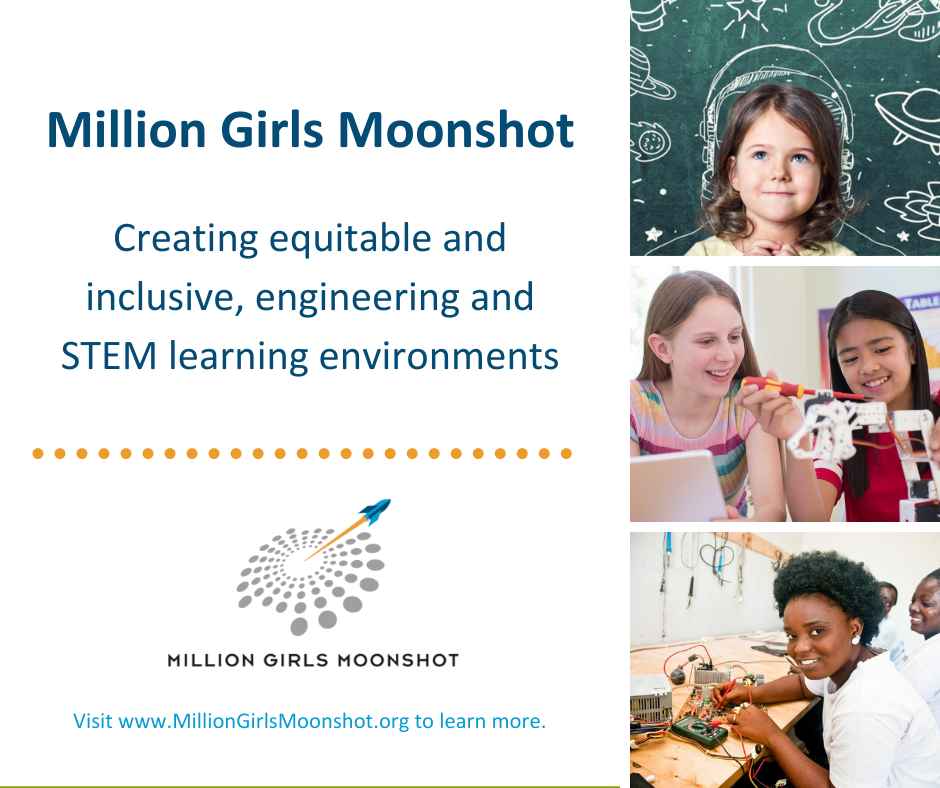 Million Girls Moonshot
Creating equitable and
inclusive, engineering and
STEM learning environments
MILLION GIRLS MOONSHOT
Visit www.MillionGirlsMoonshot.org to learn more.
TABLE